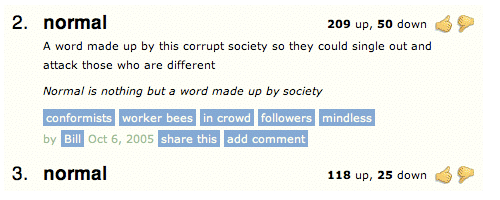 2. normal 209 up, 50 down
A word made up by this corrupt society so they could single out and
attack those who are different
Normal is nothing but a word made up by society
conformists worker bees in crowd followers mindless
by Bill Oct 6, 2005 share this add comment
3. normal 118 up, 25 down